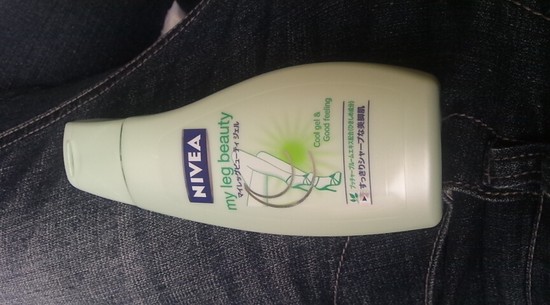 NIVEA
my leg beauty
マイレッグビューティ ジェル
Cool gel &
Good feeling
すっきりシャープな美脚肌